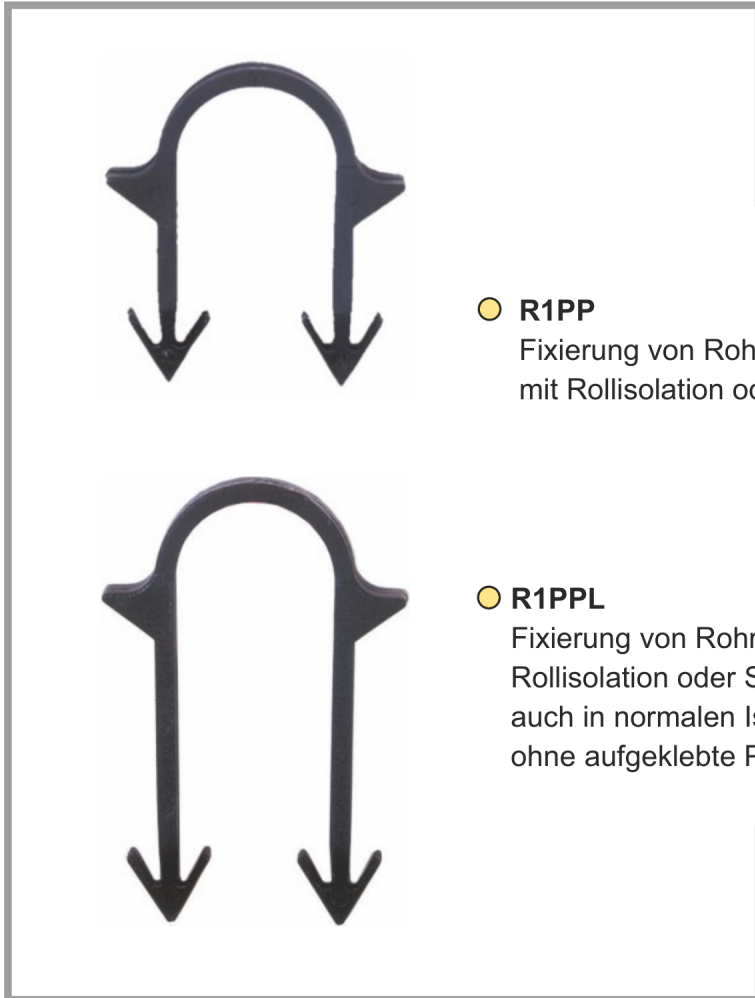 R1PP
Fixierung von Roh
mit Rollisolation
R1PPL
Fixierung von Rohr
Rollisolation oder S
auch in normalen Is
ohne aufgeklebte